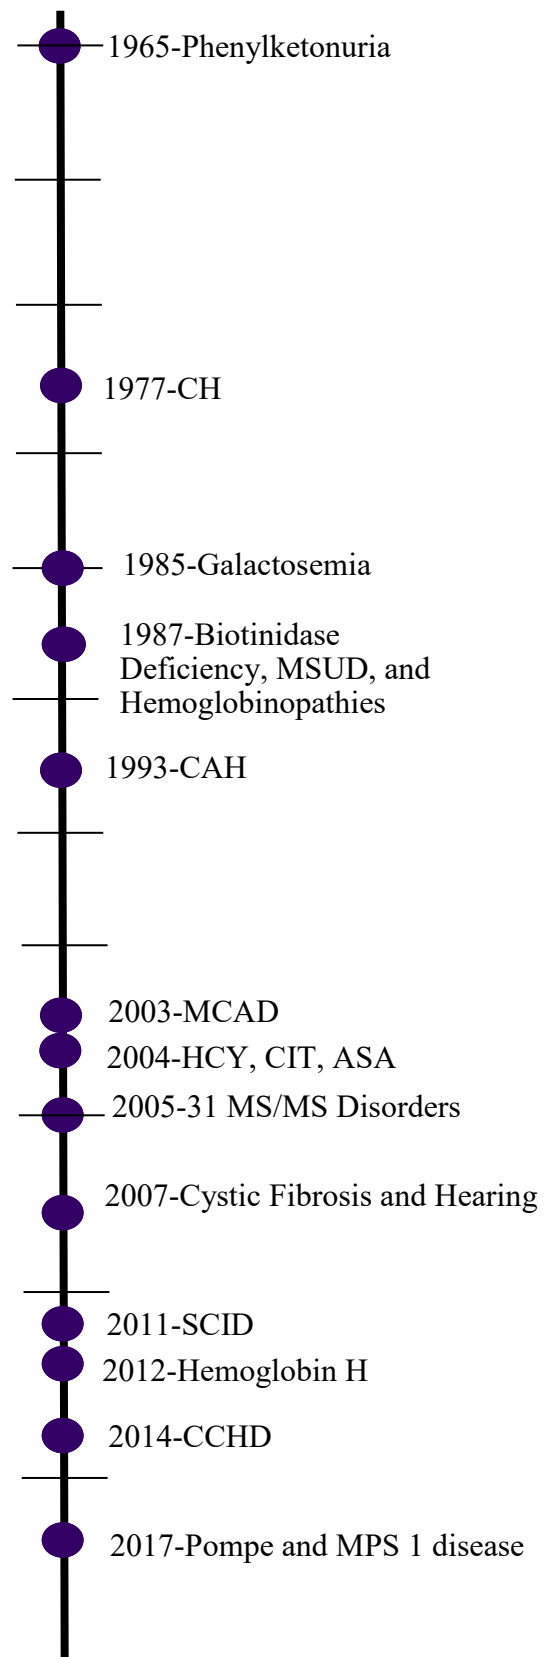 1965-Phenylketonuria
1977-CH
1985-Galactosemia
1987-Biotinidase
Deficiency, MSUD, and
Hemoglobinopathies
1993-CAH
2003-MCAD
2004-HCY, CIT, ASA
2005-31 MS/MS Disorders
2007-Cystic Fibrosis and Hearing
2011-SCID
2012-Hemoglobin H
2014-CCHD
2017-Pompe and MPS 1 disease